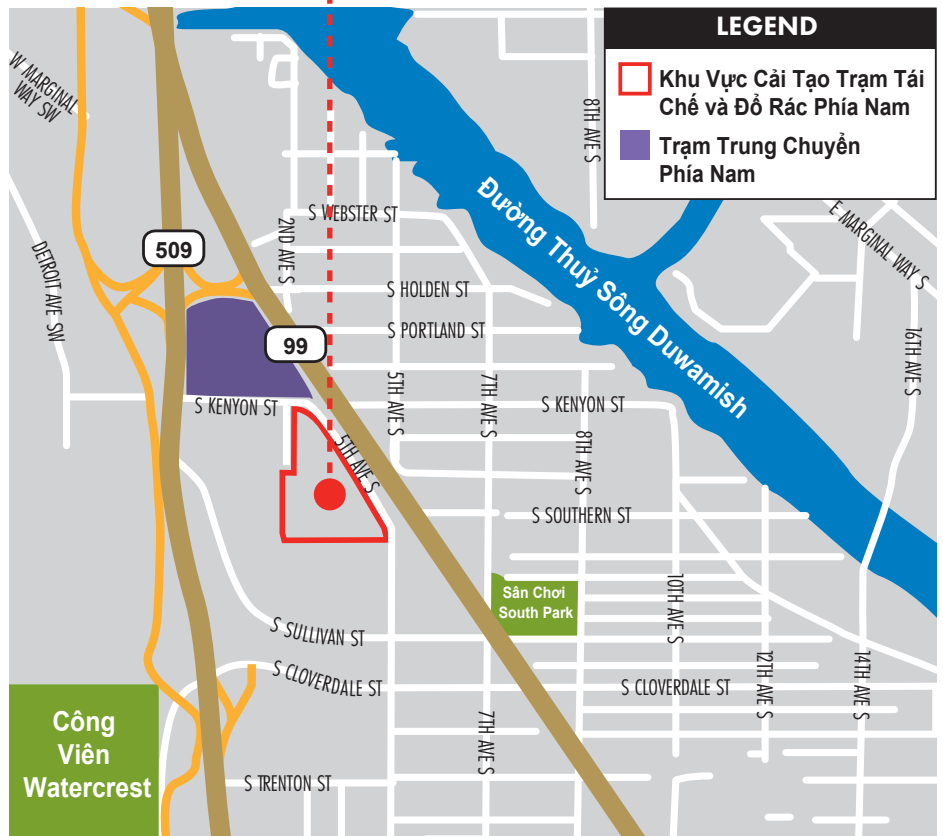 LEGEND
Khu Vực Cải Tạo Trạm Tái
Chế và Đổ Rác Phía Nam
Trạm Trung Chuyển
Phía Nam
W MARGINAL
WAY SW
8TH AVE S
S WEBSTER ST
2ND AVE S
Đường Thuỷ Sông Duwamish
E MARGINAL WAY S
509
DETROIT AVE SW
S HOLDEN ST
S PORTLAND ST
99
16TH AVE S
5TH AVE S
7TH AVE S
S KENYON ST
S KENYON ST
5TH AVE S
8TH AVE S
S SOUTHERN ST
Sân Chơi
South Park
10TH AVE S
S SULLIVAN ST
12TH AVE S
14TH AVE S
S CLOVERDALE ST
S CLOVERDALE ST
Công
Viên
Watercrest
7TH AVE S
S TRENTON ST